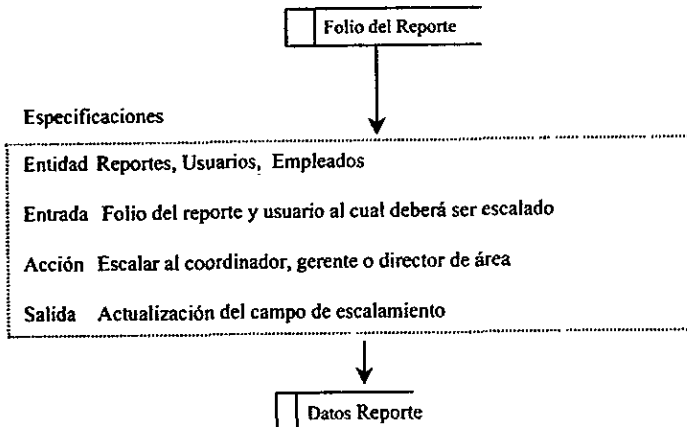 Folio del Reporte
Especificaciones
Entidad Reportes, Usuarios, Empleados
Entrada Folio del reporte y usuario al cual deberá ser escalado
Acción Escalar al coordinador, gerente o director de área
Salida Actualización del campo de escalamiento
Datos Reporte